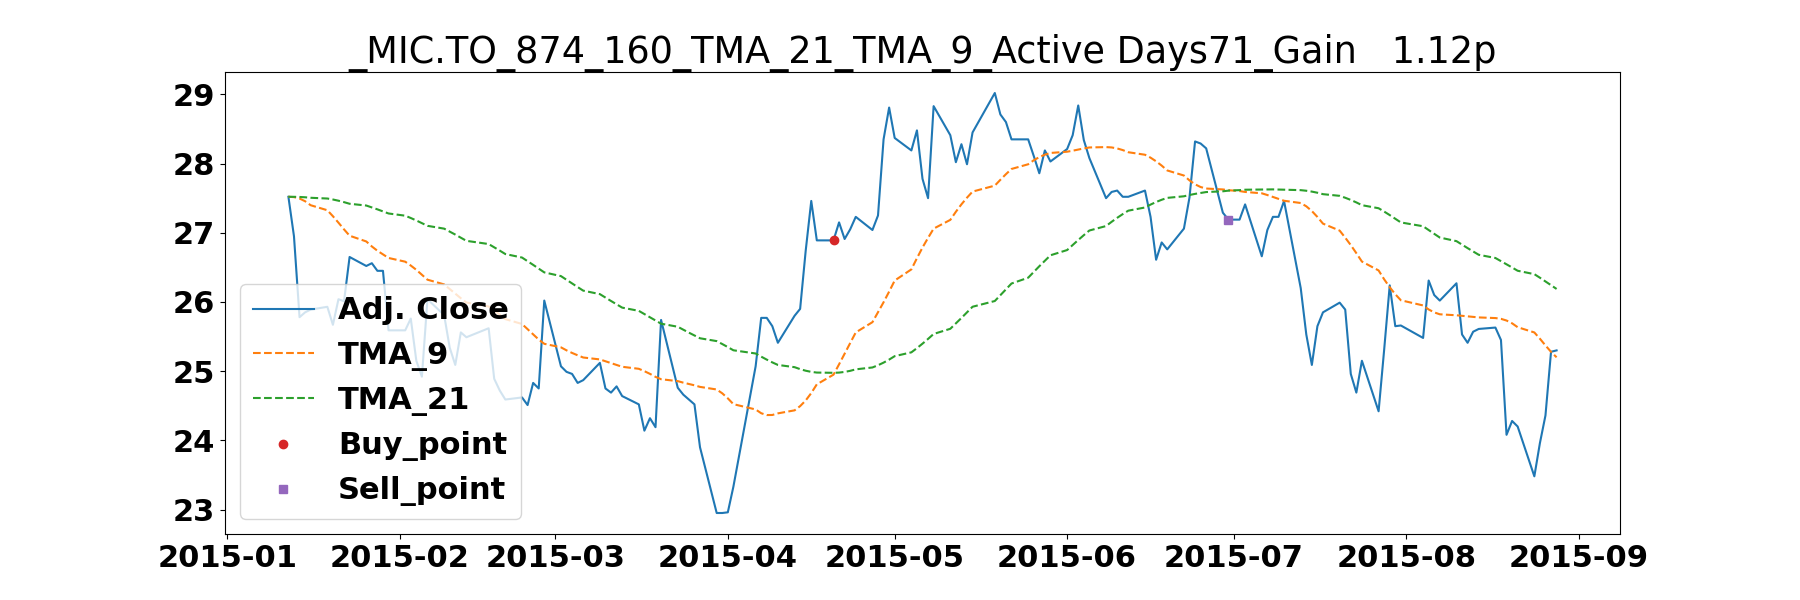 _MIC.TO_874_160_TMA_21_TMA_9_Active Days71_Gain   1.12p
29
28
27
26
25
24
23
Adj. Close
TMA_9
TMA_21
Buy_point
Sell_point
2015-01 2015-02 2015-03 2015-04 2015-05 2015-06 2015-07 2015-08 2015-09